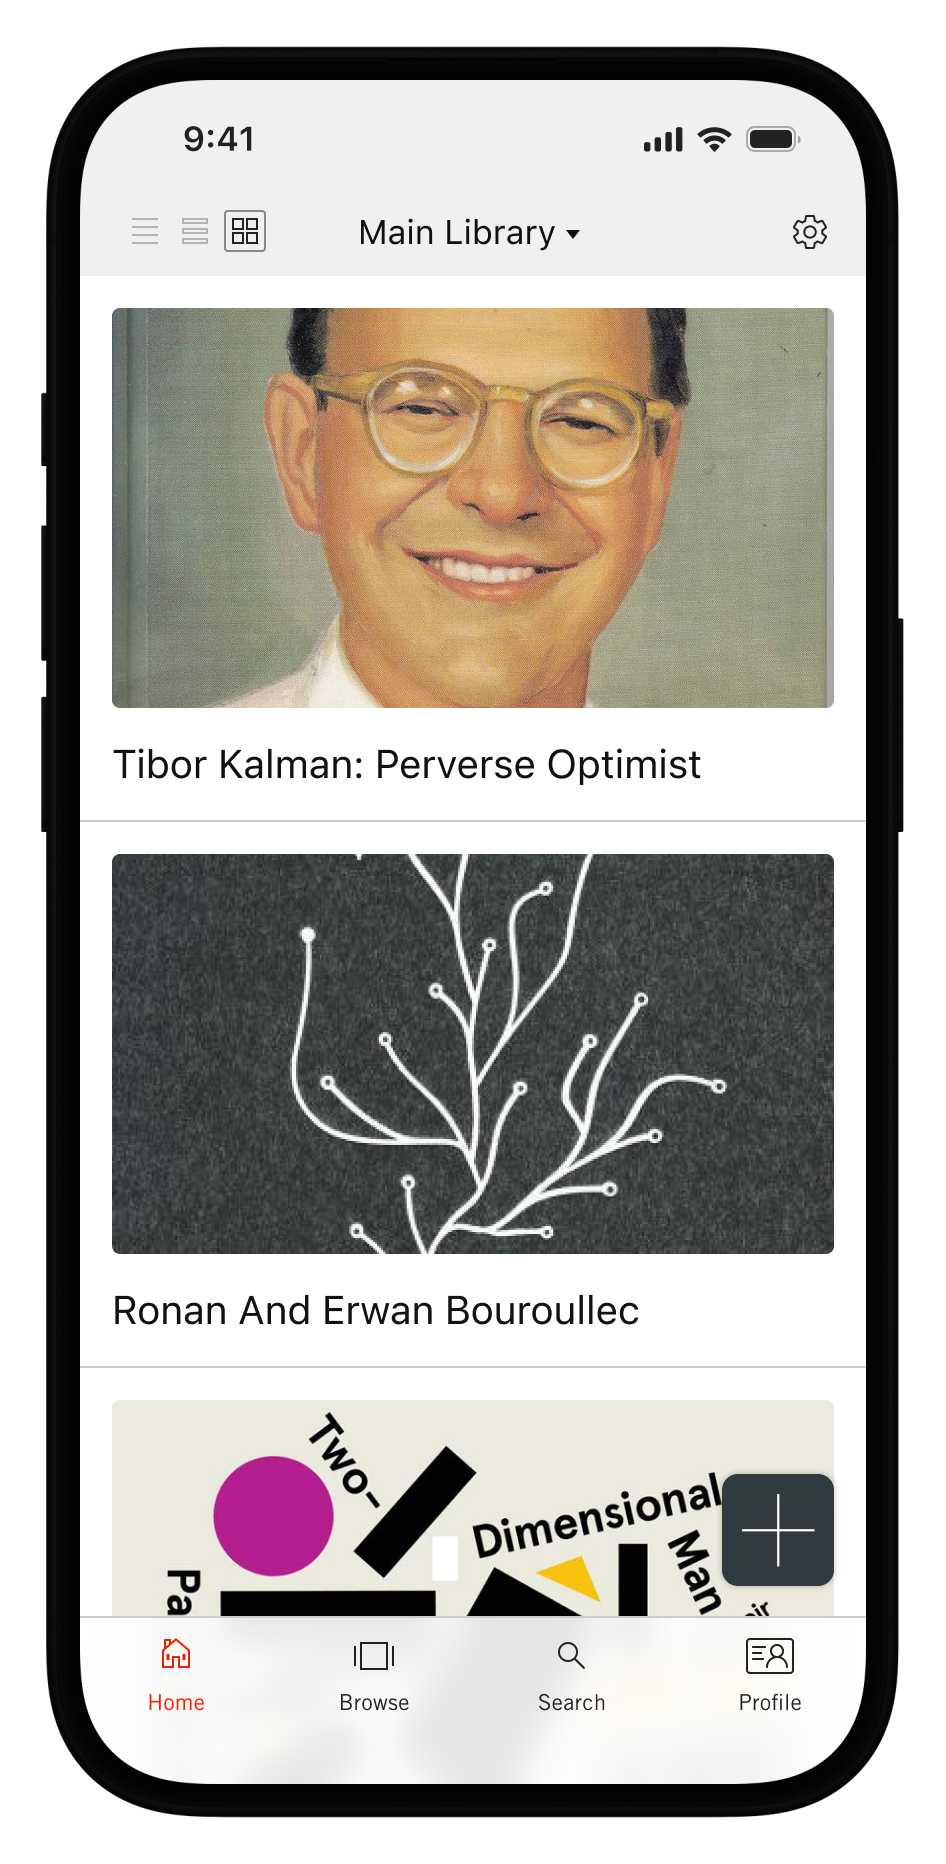 9:41
Main Library
Tibor Kalman: Perverse Optimist
Ronan And Erwan Bouroullec
Two-
Dimensional
Man
Pa
Home
Browse
Search
Profile